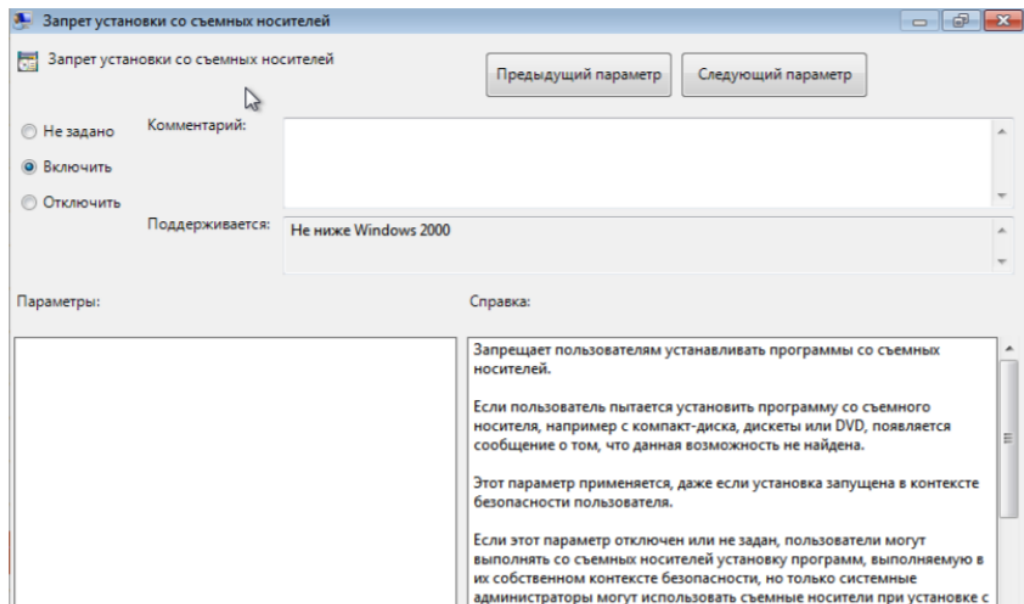 Запрет установки со съемных носителей
Запрет установки со съемных носителей
Предыдущий параметр
Следующий параметр
Не задано
Комментарий:
Включить
Отключить
Поддерживается:
Не ниже Windows 2000
Параметры:
Справка:
Запрещает пользователям устанавливать программы со съемных
носителей.
Если пользователь пытается установить программу со съемного
носителя, например с компакт-диска, дискеты или DVD, появляется
сообщение о том, что данная возможность не найдена.
Этот параметр применяется, даже если установка запущена в контексте
безопасности пользователя.
Если этот параметр отключен или не задан, пользователи могут
выполнять со съемных носителей установку программ, выполняемую в
их собственном контексте безопасности, но только системные
администраторы могут использовать съемные носители при установке с